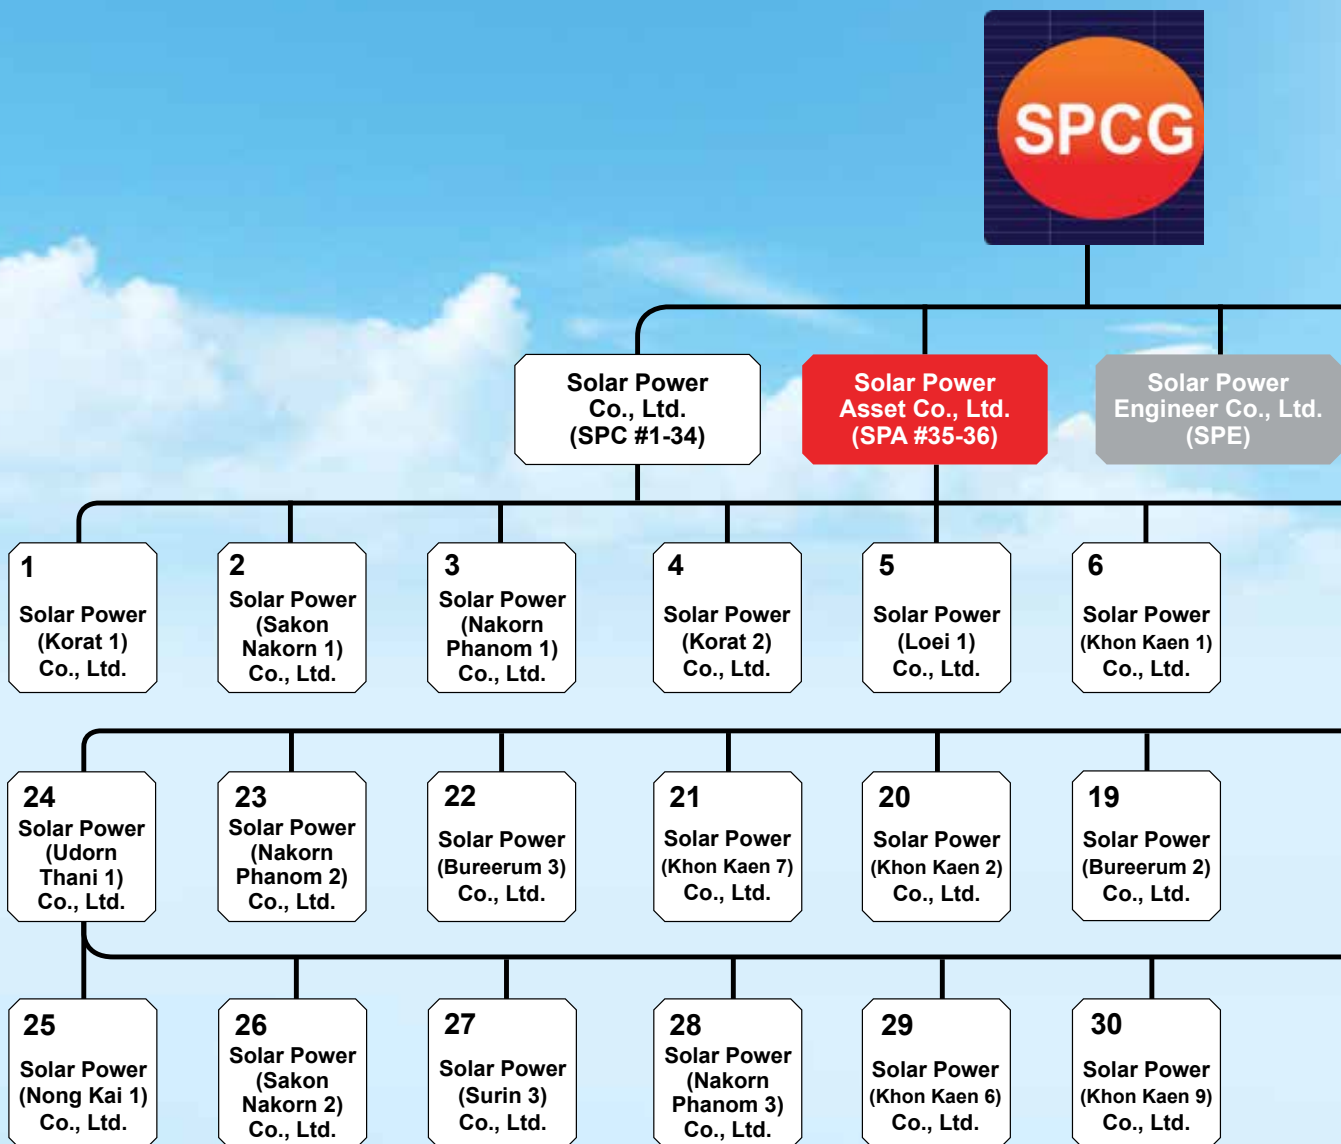 SPCG
Solar Power
Co., Ltd.
(SPC #1-34)
Solar Power
Asset Co., Ltd.
(SPA #35-36)
Solar Power
Engineer Co., Ltd.
(SPE)
1
Solar Power
(Korat 1)
Co., Ltd.
2
Solar Power
(Sakon
Nakorn 1)
Co., Ltd.
3
Solar Power
(Nakorn
Phanom 1)
Co., Ltd.
4
Solar Power
(Korat 2)
Co., Ltd.
5
Solar Power
(Loei 1)
Co., Ltd.
6
Solar Power
(Khon Kaen 1)
Co., Ltd.
24
Solar Power
(Udorn
Thani 1)
Co., Ltd.
23
Solar Power
(Nakorn
Phanom 2)
Co., Ltd.
22
Solar Power
(Bureerum 3)
Co., Ltd.
21
Solar Power
(Khon Kaen 7)
Co., Ltd.
20
Solar Power
(Khon Kaen 2)
Co., Ltd.
19
Solar Power
(Bureerum 2)
Co., Ltd.
25
Solar Power
(Nong Kai 1)
Co., Ltd.
26
Solar Power
(Sakon
Nakorn 2)
Co., Ltd.
27
Solar Power
(Surin 3)
Co., Ltd.
28
Solar Power
(Nakorn
Phanom 3)
Co., Ltd.
29
Solar Power
(Khon Kaen 6)
Co., Ltd.
30
Solar Power
(Khon Kaen 9)
Co., Ltd.